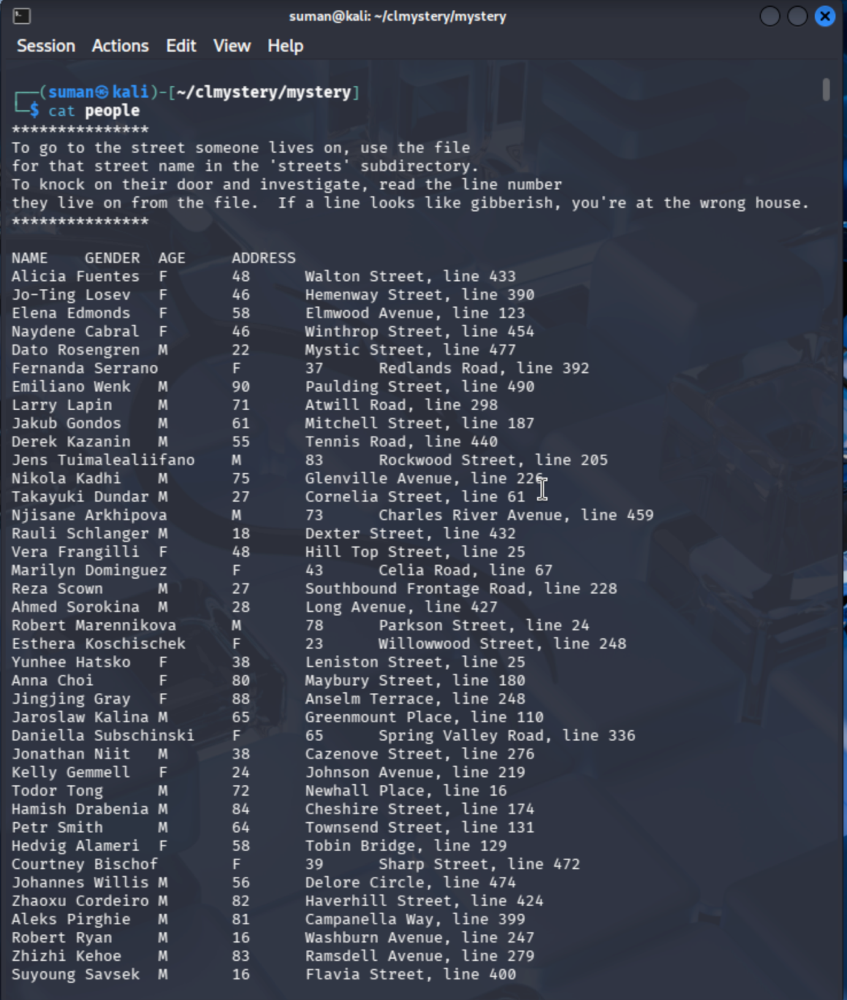 suman@kali: ~/clmystery/mystery
Session Actions Edit View Help
┌──(suman㉿kali)-[~/clmystery/mystery]
└─$ cat people
***************
To go to the street someone lives on, use the file
for that street name in the 'streets' subdirectory.
To knock on their door and investigate, read the line number
they live on from the file.  If a line looks like gibberish, you're at the wrong house.
***************
NAME    GENDER  AGE     ADDRESS
Alicia Fuentes  F       48      Walton Street, line 433
Jo-Ting Losev   F       46      Hemenway Street, line 390
Elena Edmonds   F       58      Elmwood Avenue, line 123
Naydene Cabral  F       46      Winthrop Street, line 454
Dato Rosengren  M       22      Mystic Street, line 477
Fernanda Serrano        F       37      Redlands Road, line 392
Emiliano Wenk   M       90      Paulding Street, line 490
Larry Lapin     M       71      Atwill Road, line 298
Jakub Gondos    M       61      Mitchell Street, line 187
Derek Kazanin   M       55      Tennis Road, line 440
Jens Tuimalealiifano    M       83      Rockwood Street, line 205
Nikola Kadhi    M       75      Glenville Avenue, line 226
Takayuki Dundar M       27      Cornelia Street, line 61
Njisane Arkhipova       M       73      Charles River Avenue, line 459
Rauli Schlanger M       18      Dexter Street, line 432
Vera Frangilli  F       48      Hill Top Street, line 25
Marilyn Dominguez       F       43      Celia Road, line 67
Reza Scown      M       27      Southbound Frontage Road, line 228
Ahmed Sorokina  M       28      Long Avenue, line 427
Robert Marennikova      M       78      Parkson Street, line 24
Esthera Koschischek     F       23      Willowwood Street, line 248
Yunhee Hatsko   F       38      Leniston Street, line 25
Anna Choi       F       80      Maybury Street, line 180
Jingjing Gray   F       88      Anselm Terrace, line 248
Jaroslaw Kalina M       65      Greenmount Place, line 110
Daniella Subschinski    F       65      Spring Valley Road, line 336
Jonathan Niit   M       38      Cazenove Street, line 276
Kelly Gemmell   F       24      Johnson Avenue, line 219
Todor Tong      M       72      Newhall Place, line 16
Hamish Drabenia M       84      Cheshire Street, line 174
Petr Smith      M       64      Townsend Street, line 131
Hedvig Alameri  F       58      Tobin Bridge, line 129
Courtney Bischof        F       39      Sharp Street, line 472
Johannes Willis M       56      Delore Circle, line 474
Zhaoxu Cordeiro M       82      Haverhill Street, line 424
Aleks Pirghie   M       81      Campanella Way, line 399
Robert Ryan     M       16      Washburn Avenue, line 247
Zhizhi Kehoe    M       83      Ramsdell Avenue, line 279
Suyoung Savsek  M       16      Flavia Street, line 400